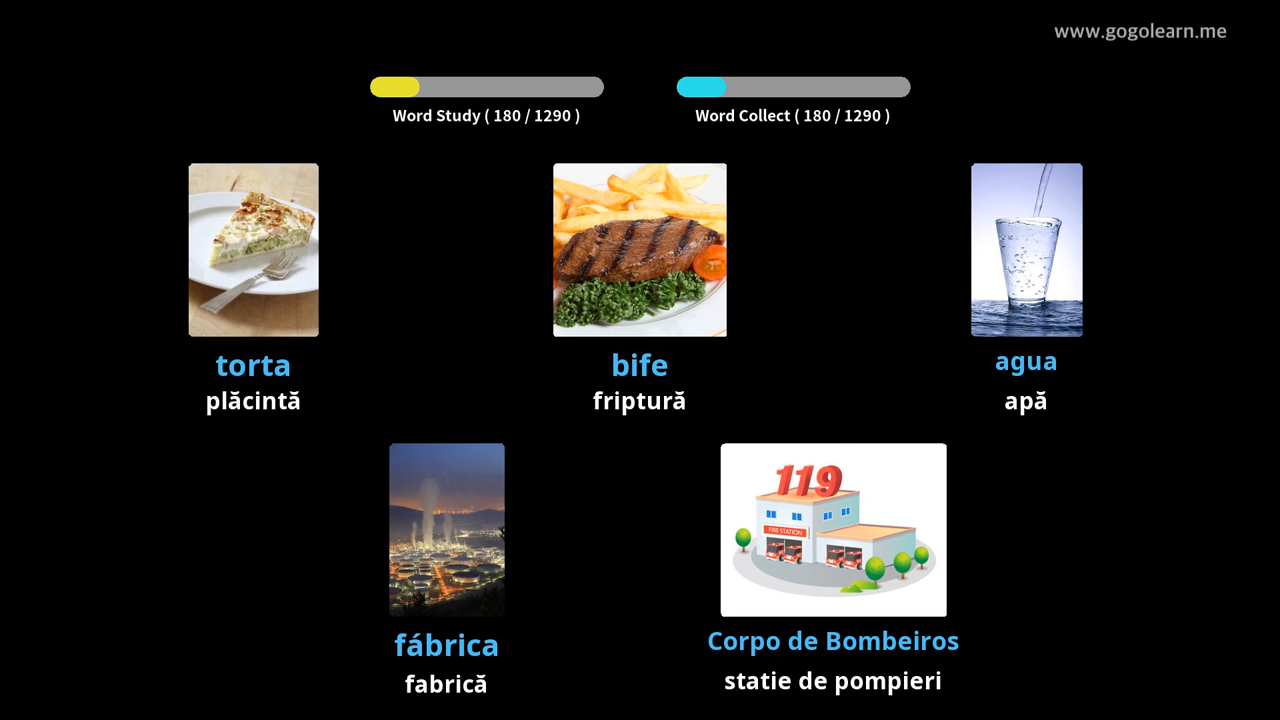 www.gogolearn.me
Word Study ( 180 / 1290 )
Word Collect ( 180 / 1290 )
torta
plăcintă
bife
friptură
agua
apă
119
FIRE STATION
fábrica
fabrică
Corpo de Bombeiros
statie de pompieri